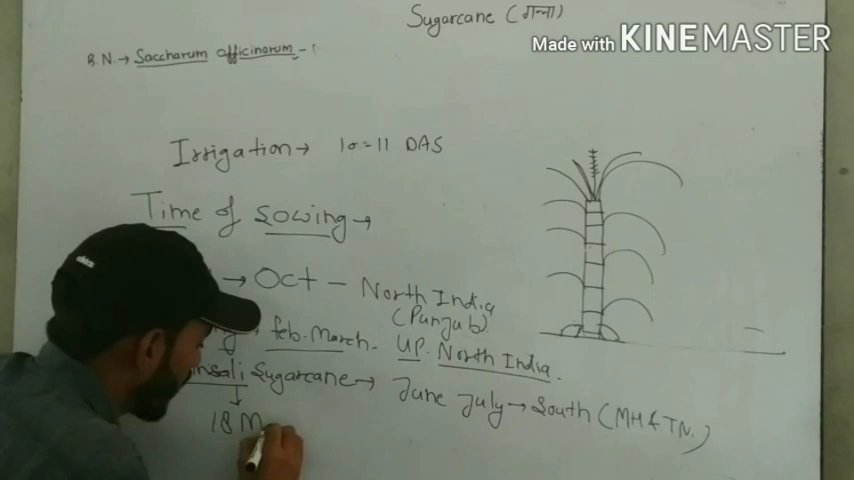 Sugarcane (गन्ना)
Made with KINEMASTER
B.N. → Saccharum officinarum -
Irrigation → 10=11 DAS
Time of Sowing →
→ Oct - North India
(Punjab)
feb. March. UP. North India.
Sugarcane → June July → South (MH & TN.)
18 M